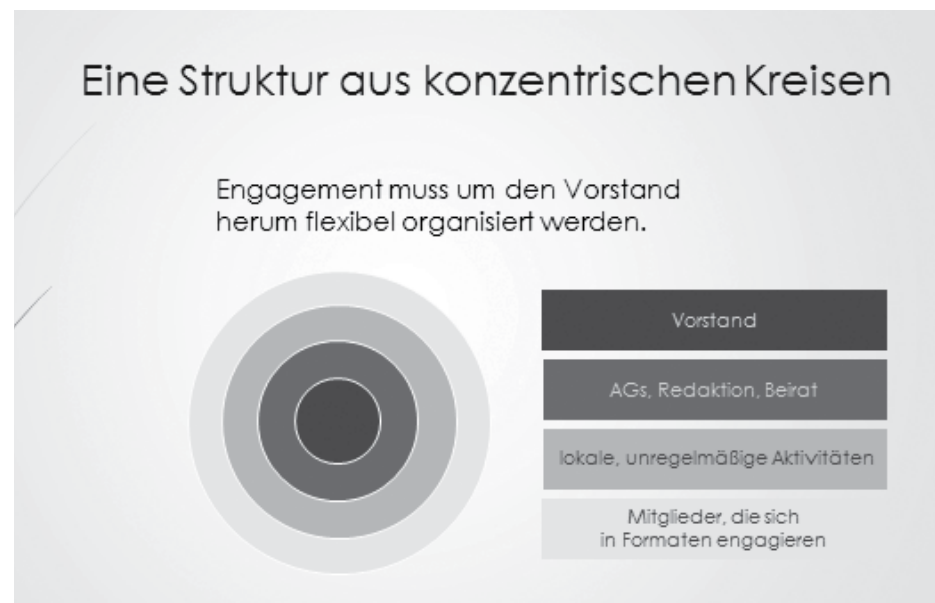 Eine Struktur aus konzentrischen Kreisen
Engagement muss um den Vorstand
herum flexibel organisiert werden.
Vorstand
AGs, Redaktion, Beirat
lokale, unregelmäßige Aktivitäten
Mitglieder, die sich
in Formaten engagieren